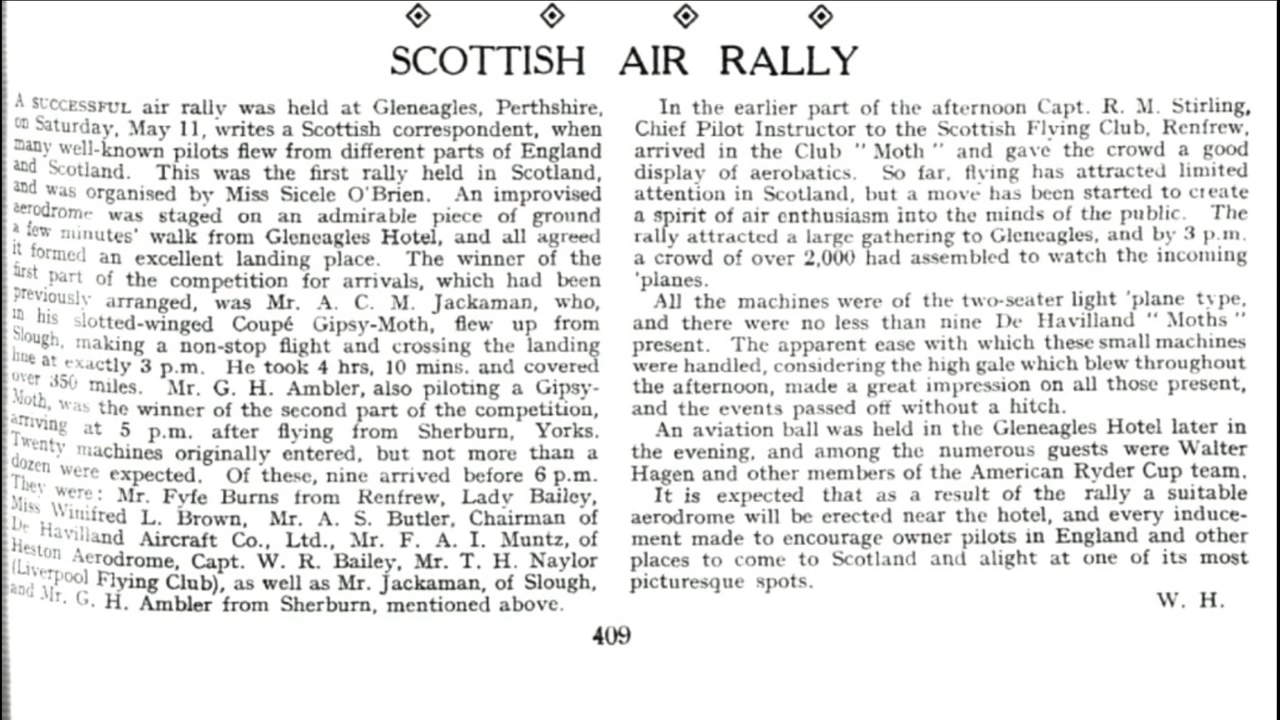 SCOTTISH AIR RALLY
A SUCCESSFUL air rally was held at Gleneagles, Perthshire,
on Saturday, May 11, writes a Scottish correspondent, when
many well-known pilots flew from different parts of England
and Scotland. This was the first rally held in Scotland,
and was organised by Miss Sicele O'Brien. An improvised
aerodrome was staged on an admirable piece of ground
a few minutes' walk from Gleneagles Hotel, and all agreed
it formed an excellent landing place. The winner of the
first part of the competition for arrivals, which had been
previously arranged, was Mr. A. C. M. Jackaman, who,
in his slotted-winged Coupé Gipsy-Moth, flew up from
Slough, making a non-stop flight and crossing the landing
line at exactly 3 p.m. He took 4 hrs, 10 mins. and covered
over 350 miles. Mr. G. H. Ambler, also piloting a Gipsy-
Moth, was the winner of the second part of the competition,
arriving at 5 p.m. after flying from Sherburn, Yorks.
Twenty machines originally entered, but not more than a
dozen were expected. Of these, nine arrived before 6 p.m.
They were: Mr. Fyfe Burns from Renfrew, Lady Bailey,
Miss Winifred L. Brown, Mr. A. S. Butler, Chairman of
De Havilland Aircraft Co., Ltd., Mr. F. A. I. Muntz, of
Heston Aerodrome, Capt. W. R. Bailey, Mr. T. H. Naylor
(Liverpool Flying Club), as well as Mr. Jackaman, of Slough,
and Mr. G. H. Ambler from Sherburn, mentioned above.
In the earlier part of the afternoon Capt. R. M. Stirling,
Chief Pilot Instructor to the Scottish Flying Club, Renfrew,
arrived in the Club "Moth" and gave the crowd a good
display of aerobatics. So far, flying has attracted limited
attention in Scotland, but a move has been started to create
a spirit of air enthusiasm into the minds of the public. The
rally attracted a large gathering to Gleneagles, and by 3 p.m.
a crowd of over 2,000 had assembled to watch the incoming
'planes.
All the machines were of the two-seater light 'plane type,
and there were no less than nine De Havilland "Moths"
present. The apparent ease with which these small machines
were handled, considering the high gale which blew throughout
the afternoon, made a great impression on all those present,
and the events passed off without a hitch.
An aviation ball was held in the Gleneagles Hotel later in
the evening, and among the numerous guests were Walter
Hagen and other members of the American Ryder Cup team.
It is expected that as a result of the rally a suitable
aerodrome will be erected near the hotel, and every induce-
ment made to encourage owner pilots in England and other
places to come to Scotland and alight at one of its most
picturesque spots.
W. H.
409